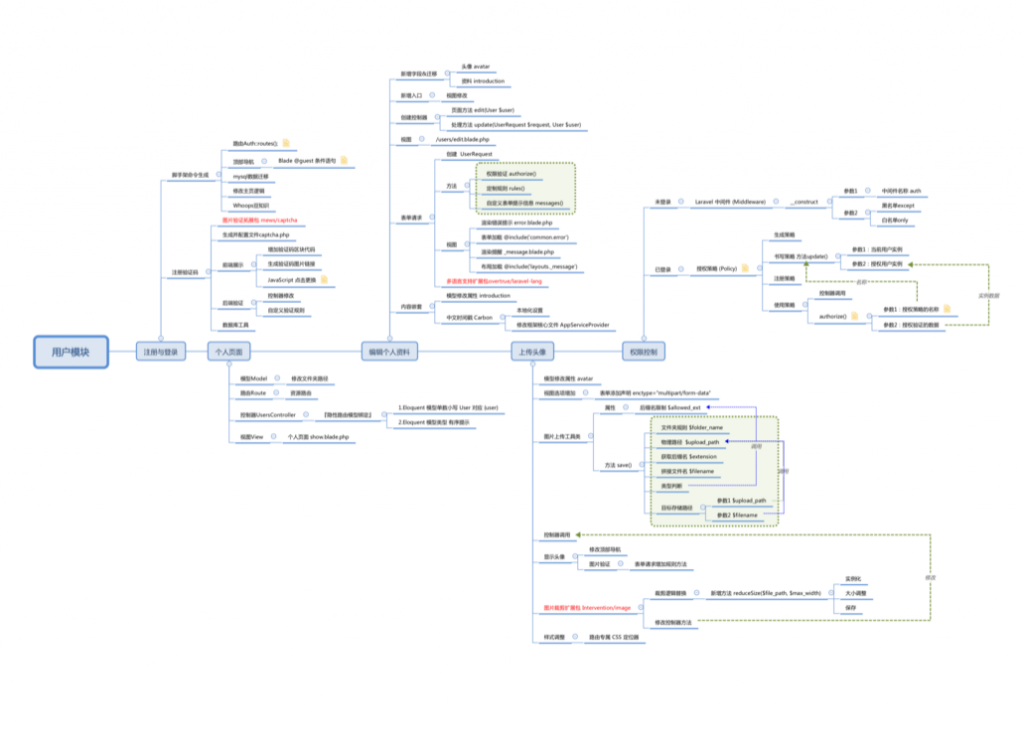 用户模块
注册与登录
脚手架命令生成
路由Auth:routes()
顶部导航
Blade @guest 条件语句
mysql数据迁移
修改主页逻辑
Whoops豆知识
注册验证码
图片验证码费包 mews/captcha
生成并配置文件captcha.php
前端展示
增加验证码区块代码
生成验证码图片链接
JavaScript 点击更换
后端验证
控制器修改
自定义验证规则
数据库工具
个人页面
模型Model
修改文件夹路径
路由Route
资源路由
控制器UsersController
『隐性路由模型绑定』
1.Eloquent 模型单数小写 User 对应 {user}
2.Eloquent 模型类型 有序提示
视图View
个人页面 show.blade.php
编辑个人资料
新增字段&迁移
头像 avatar
资料 introduction
新增入口
视图修改
创建控制器
页面方法 edit(User $user)
处理方法 update(UserRequest $request, User $user)
视图
/users/edit.blade.php
表单请求
创建 UserRequest
方法
权限验证 authorize()
定制规则 rules()
自定义表单提示信息 messages()
视图
渲染错误提示 error.blade.php
表单加载 @include('common.error')
渲染提醒 _message.blade.php
布局加载 @include('layouts._message')
多语言支持扩展包overtrue/laravel-lang
内容嵌套
模型修改属性 introduction
中文时间戳 Carbon
本地化设置
修改框架核心文件 AppServiceProvider
上传头像
模型修改属性 avatar
视图选项增加
表单添加声明 enctype="multipart/form-data"
图片上传工具类
属性
后缀名限制 $allowed_ext
方法 save()
文件夹规则 $folder_name
物理路径 $upload_path
获取后缀名 $extension
拼接文件名 $filename
类型判断
目标存储路径
参数1 $upload_path
参数2 $filename
调用
调用
控制器调用
显示头像
修改顶部导航
图片验证
表单请求增加规则方法
图片裁剪扩展包 Intervention/image
裁剪逻辑替换
新增方法 reduceSize($file_path, $max_width)
实例化
大小调整
保存
修改控制器方法
修改
样式调整
路由专属 CSS 定位器
权限控制
未登录
Laravel 中间件 (Middleware)
__construct
参数1
中间件名称 auth
参数2
黑名单except
白名单only
已登录
授权策略 (Policy)
生成策略
书写策略 方法update()
参数1：当前用户实例
参数2：授权用户实例
注册策略
名称
使用策略
控制器调用
authorize()
参数1：授权策略的名称
参数2：授权验证的数据
实例数据